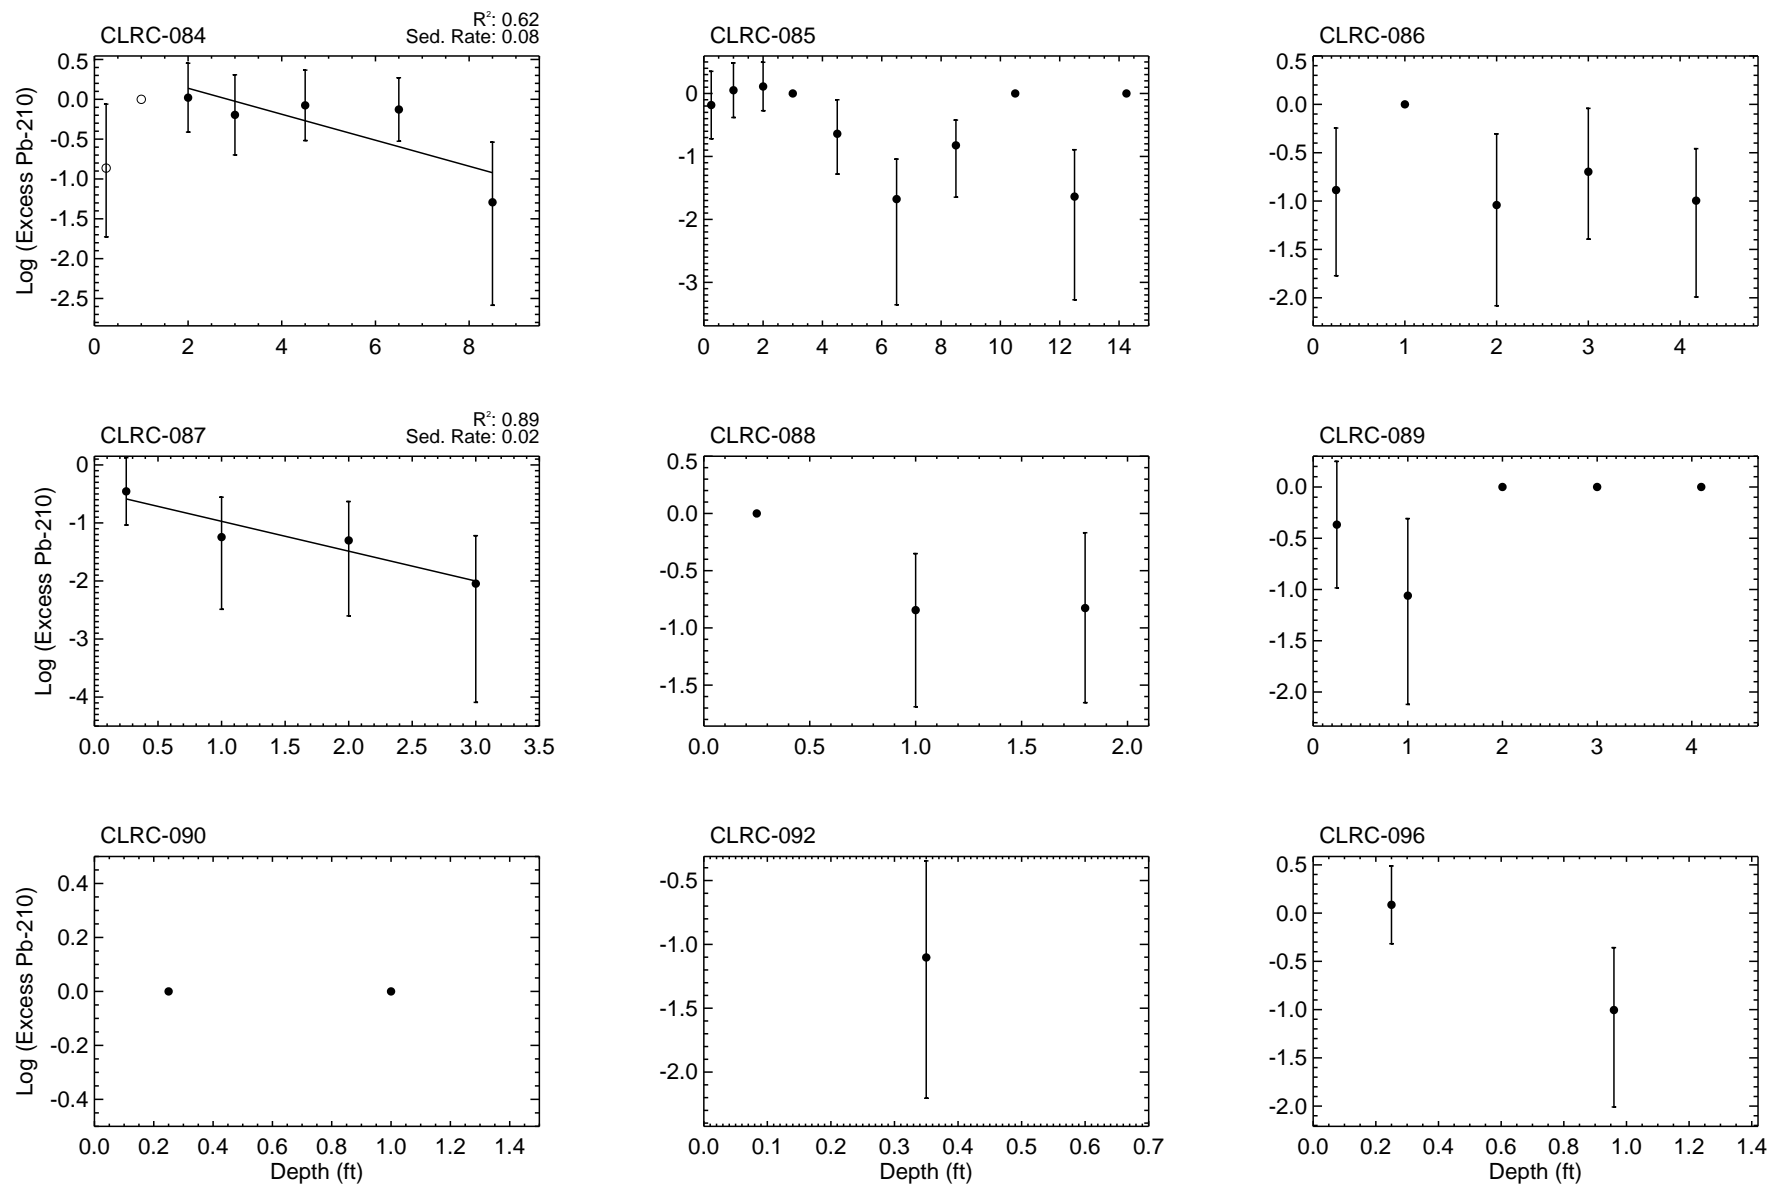 CLRC-084
R²: 0.62
Sed. Rate: 0.08
Log (Excess Pb-210)
0.5
0.0
-0.5
-1.0
-1.5
-2.0
-2.5
0 2 4 6 8
CLRC-085
0
-1
-2
-3
0 2 4 6 8 10 12 14
CLRC-086
0.5
0.0
-0.5
-1.0
-1.5
-2.0
0 1 2 3 4
CLRC-087
R²: 0.89
Sed. Rate: 0.02
Log (Excess Pb-210)
0
-1
-2
-3
-4
0.0 0.5 1.0 1.5 2.0 2.5 3.0 3.5
CLRC-088
0.5
0.0
-0.5
-1.0
-1.5
0.0 0.5 1.0 1.5 2.0
CLRC-089
0.0
-0.5
-1.0
-1.5
-2.0
0 1 2 3 4
CLRC-090
Log (Excess Pb-210)
0.4
0.2
0.0
-0.2
-0.4
0.0 0.2 0.4 0.6 0.8 1.0 1.2 1.4
Depth (ft)
CLRC-092
-0.5
-1.0
-1.5
-2.0
0.0 0.1 0.2 0.3 0.4 0.5 0.6 0.7
Depth (ft)
CLRC-096
0.5
0.0
-0.5
-1.0
-1.5
-2.0
0.0 0.2 0.4 0.6 0.8 1.0 1.2 1.4
Depth (ft)